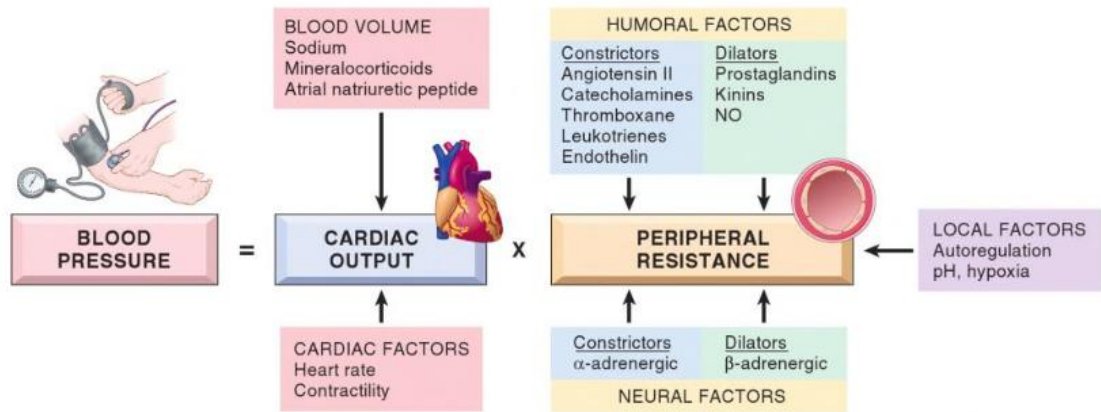 BLOOD VOLUME
Sodium
Mineralocorticoids
Atrial natriuretic peptide
HUMORAL FACTORS
Constrictors
Angiotensin II
Catecholamines
Thromboxane
Leukotrienes
Endothelin
Dilators
Prostaglandins
Kinins
NO
BLOOD
PRESSURE
=
CARDIAC
OUTPUT
x
PERIPHERAL
RESISTANCE
LOCAL FACTORS
Autoregulation
pH, hypoxia
CARDIAC FACTORS
Heart rate
Contractility
Constrictors
α-adrenergic
Dilators
β-adrenergic
NEURAL FACTORS